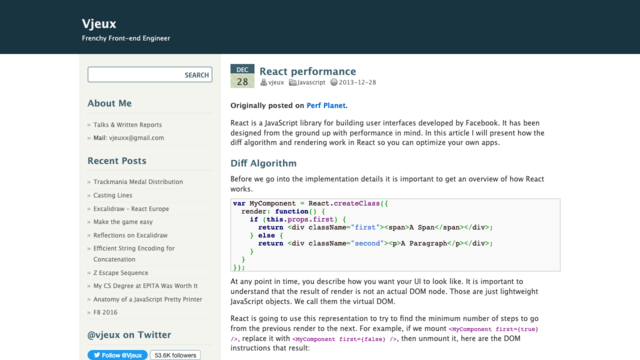 Vjeux
Frenchy Front-end Engineer
SEARCH
About Me
» Talks & Written Reports
» Mail: vjeuxx@gmail.com
Recent Posts
» Trackmania Medal Distribution
» Casting Lines
» Excalidraw - React Europe
» Make the game easy
» Reflections on Excalidraw
» Efficient String Encoding for
Concatenation
» Z Escape Sequence
» My CS Degree at EPITA Was Worth It
» Anatomy of a JavaScript Pretty Printer
» F8 2016
@vjeux on Twitter
Follow @Vjeux
53.6K followers
DEC
28
React performance
vjeux Javascript 2013-12-28
Originally posted on Perf Planet.
React is a JavaScript library for building user interfaces developed by Facebook. It has been
designed from the ground up with performance in mind. In this article I will present how the
diff algorithm and rendering work in React so you can optimize your own apps.
Diff Algorithm
Before we go into the implementation details it is important to get an overview of how React
works.
var MyComponent = React.createClass({
render: function() {
if (this.props.first) {
return <div className="first"><span>A Span</span></div>;
} else {
return <div className="second"><p>A Paragraph</p></div>;
}
}
});
At any point in time, you describe how you want your UI to look like. It is important to
understand that the result of render is not an actual DOM node. Those are just lightweight
JavaScript objects. We call them the virtual DOM.
React is going to use this representation to try to find the minimum number of steps to go
from the previous render to the next. For example, if we mount <MyComponent first={true}
/>, replace it with <MyComponent first={false} />, then unmount it, here are the DOM
instructions that result: